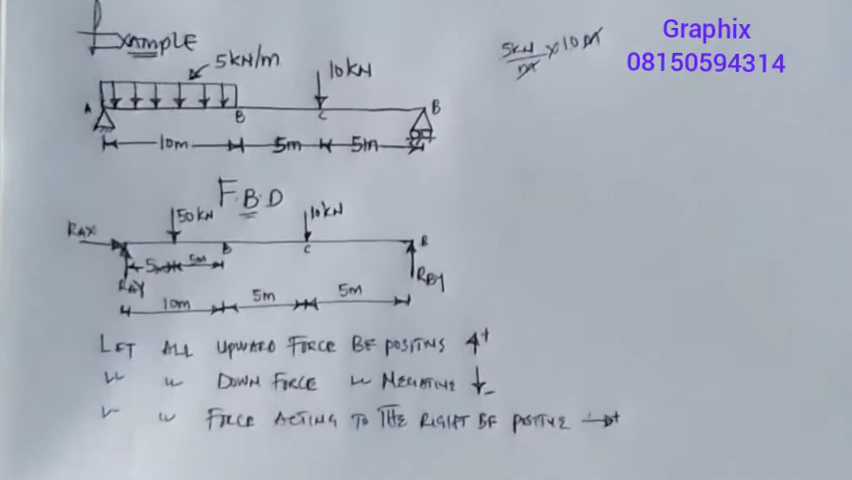 EXAMPLE
5KN/m
10KN
5KN/m × 10m
Graphix
08150594314
A
B
C
B
10m
5m
5m
F.B.D
50KN
10KN
RAX
B
C
B
5m
5m
RAY
RBY
10m
5m
5m
LET ALL UPWARD FORCE BE POSITIVE +
" " DOWN FORCE " NEGATIVE -
" " FORCE ACTING TO THE RIGHT BE POSITIVE +